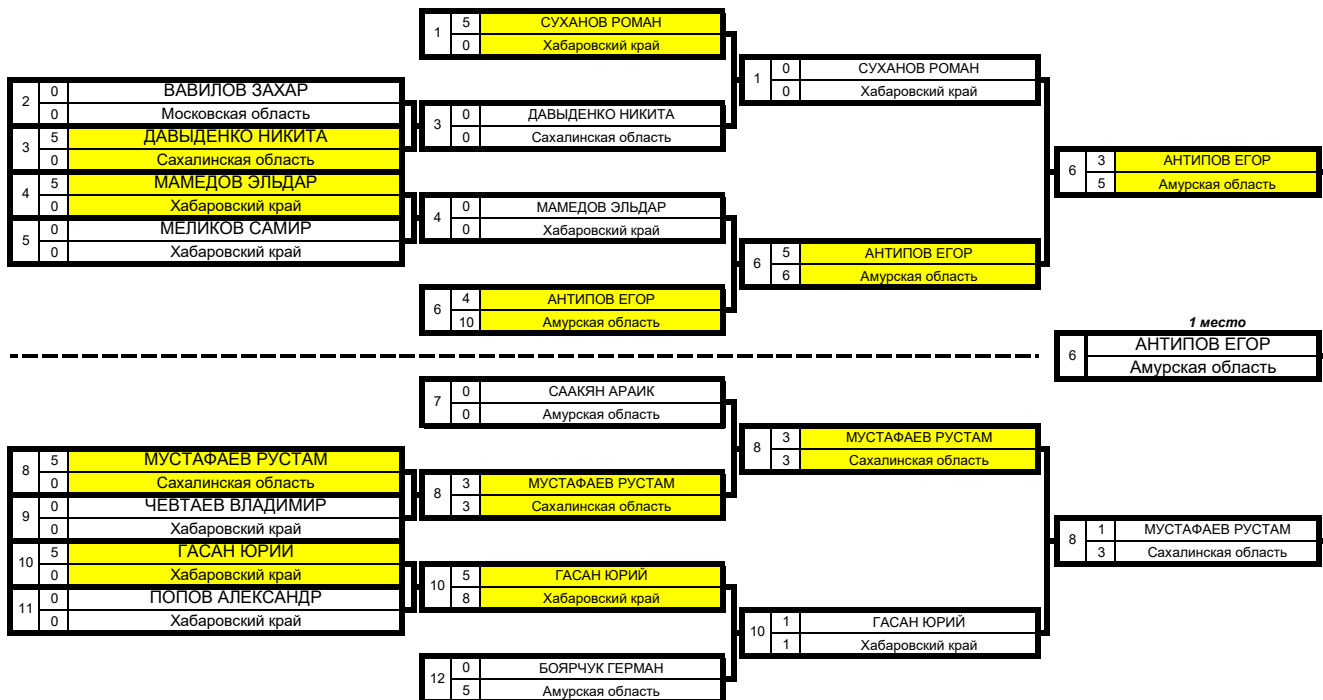 1 5 СУХАНОВ РОМАН
0 Хабаровский край
1 0 СУХАНОВ РОМАН
0 Хабаровский край
2 0 ВАВИЛОВ ЗАХАР
0 Московская область
3 5 ДАВЫДЕНКО НИКИТА
0 Сахалинская область
3 0 ДАВЫДЕНКО НИКИТА
0 Сахалинская область
4 5 МАМЕДОВ ЭЛЬДАР
0 Хабаровский край
5 0 МЕЛИКОВ САМИР
0 Хабаровский край
4 0 МАМЕДОВ ЭЛЬДАР
0 Хабаровский край
6 3 АНТИПОВ ЕГОР
5 Амурская область
6 5 АНТИПОВ ЕГОР
6 Амурская область
6 4 АНТИПОВ ЕГОР
10 Амурская область
1 место
6 АНТИПОВ ЕГОР
Амурская область
7 0 СААКЯН АРАИК
0 Амурская область
8 3 МУСТАФАЕВ РУСТАМ
3 Сахалинская область
8 5 МУСТАФАЕВ РУСТАМ
0 Сахалинская область
9 0 ЧЕВТАЕВ ВЛАДИМИР
0 Хабаровский край
8 3 МУСТАФАЕВ РУСТАМ
3 Сахалинская область
8 1 МУСТАФАЕВ РУСТАМ
3 Сахалинская область
10 5 ГАСАН ЮРИЙ
0 Хабаровский край
11 0 ПОПОВ АЛЕКСАНДР
0 Хабаровский край
10 5 ГАСАН ЮРИЙ
8 Хабаровский край
10 1 ГАСАН ЮРИЙ
1 Хабаровский край
12 0 БОЯРЧУК ГЕРМАН
5 Амурская область